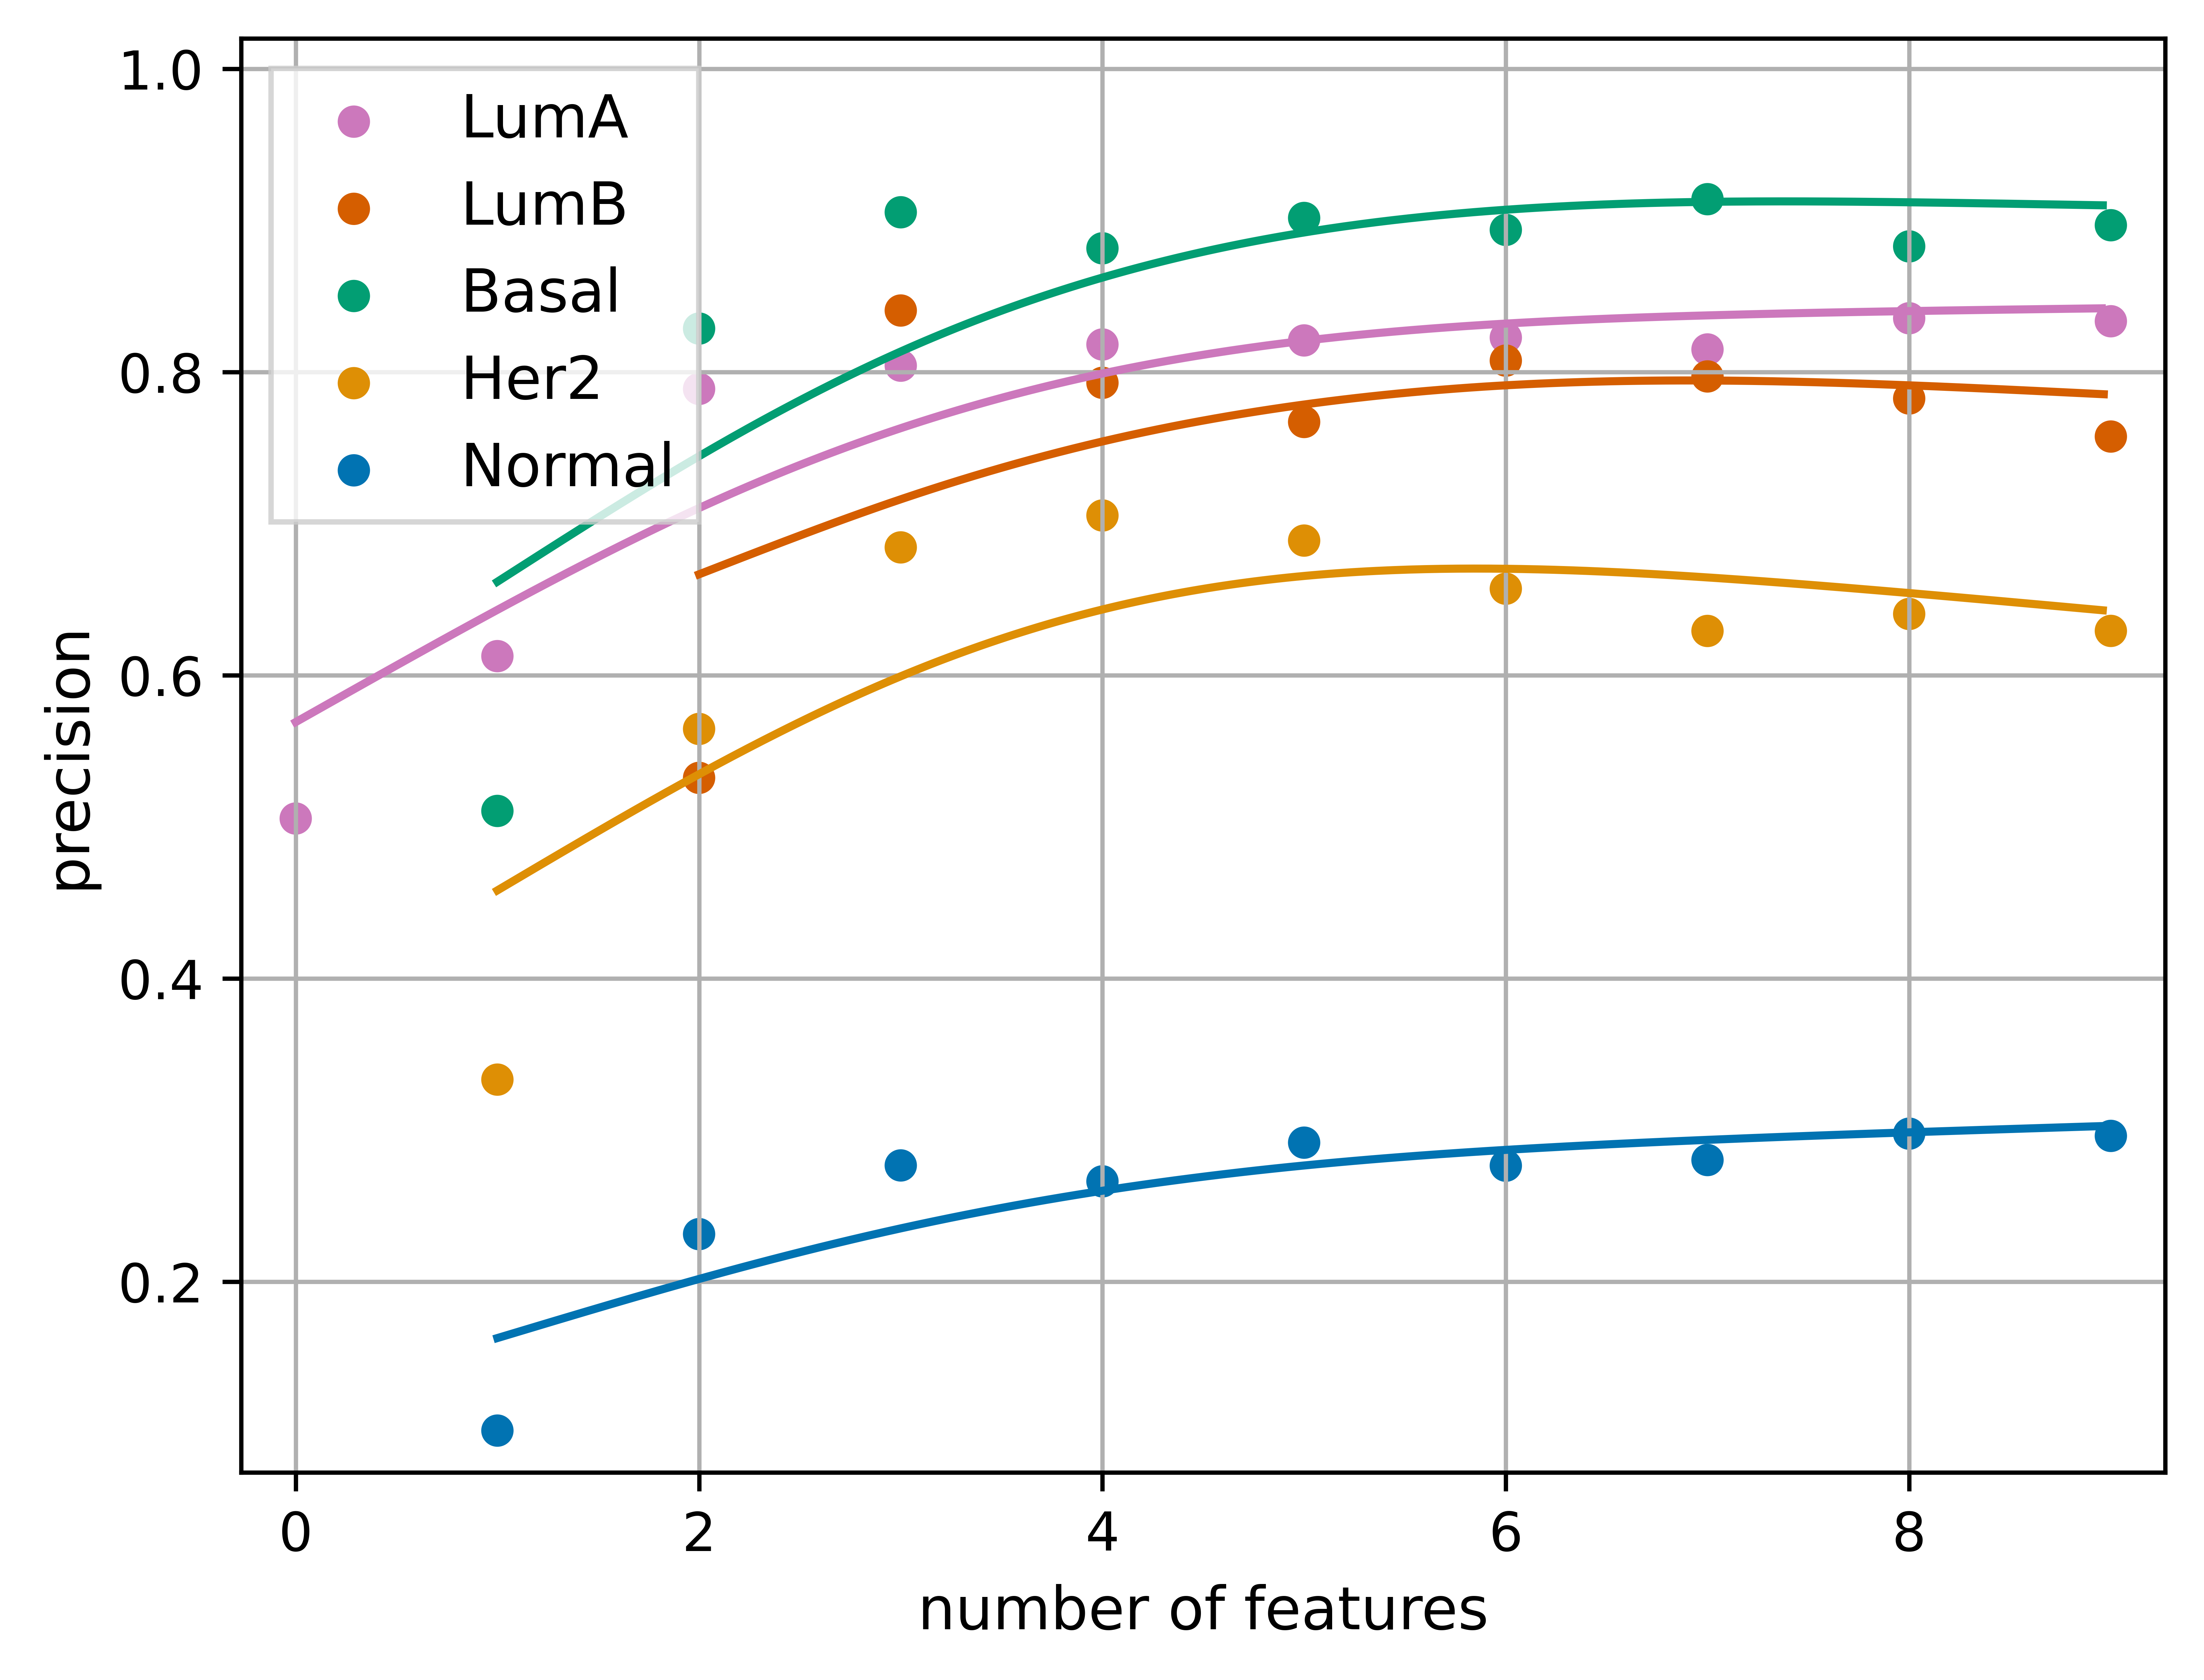 1.0
0.8
0.6
0.4
0.2
precision
LumA
LumB
Basal
Her2
Normal
0 2 4 6 8
number of features